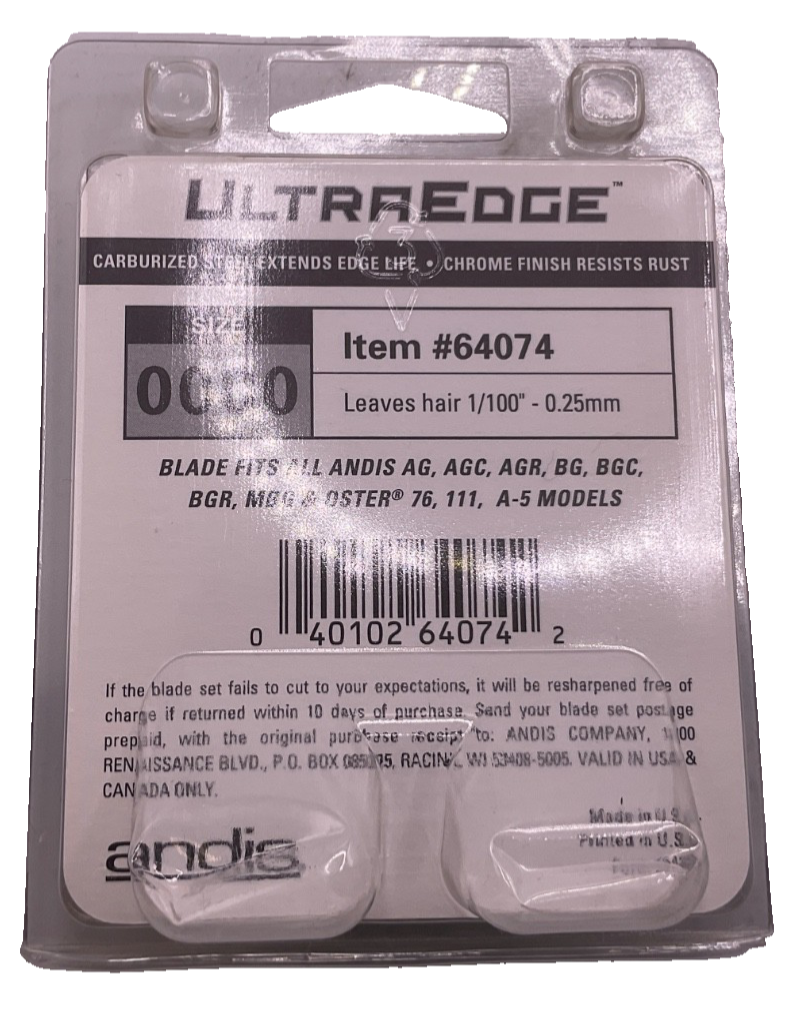 ULTRAEDGE™
CARBURIZED STEEL EXTENDS EDGE LIFE • CHROME FINISH RESISTS RUST
SIZE
0000
Item #64074
Leaves hair 1/100" - 0.25mm
BLADE FITS ALL ANDIS AG, AGC, AGR, BG, BGC,
BGR, MBG & OSTER® 76, 111, A-5 MODELS
0 40102 64074 2
If the blade set fails to cut to your expectations, it will be resharpened free of
charge if returned within 10 days of purchase. Send your blade set postage
prepaid, with the original purchase receipt to: ANDIS COMPANY,
RENAISSANCE BLVD., P.O. BOX RACINE, WI 53408-5005. VALID IN USA &
CANADA ONLY.
Made in U.S.
Printed in U.S.
andis